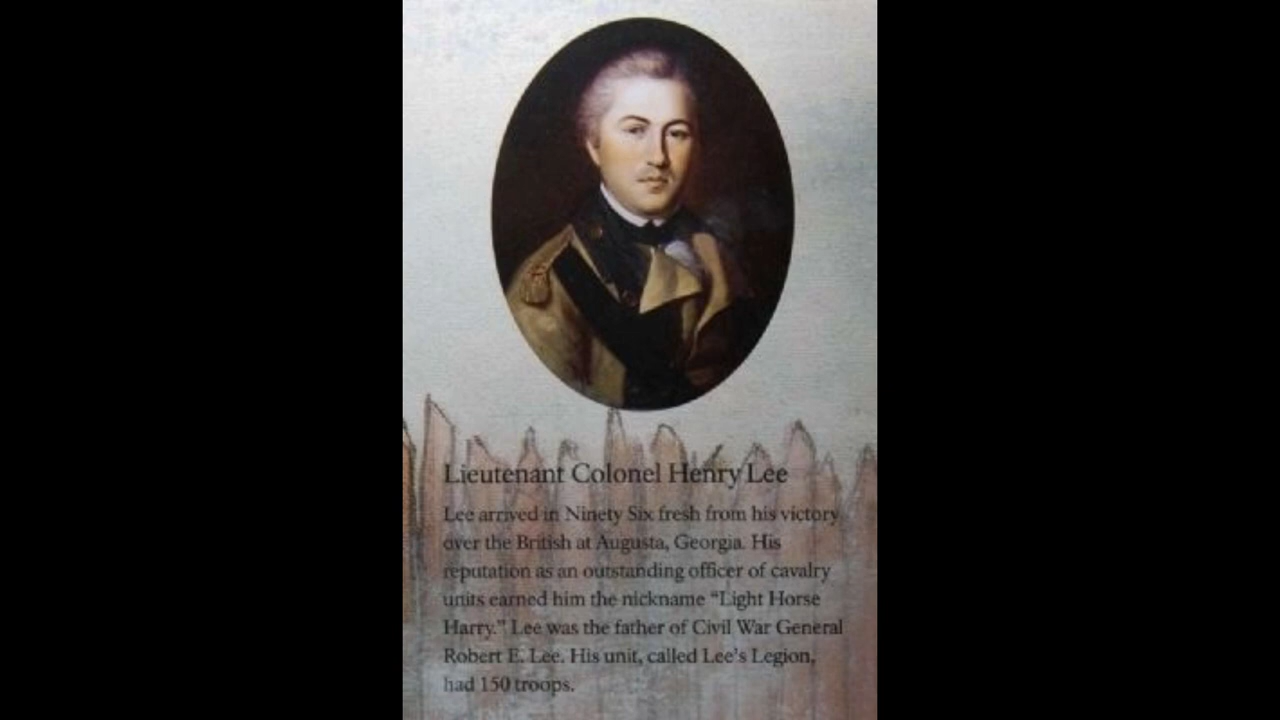 Lieutenant Colonel Henry Lee
Lee arrived in Ninety Six fresh from his victory
over the British at Augusta, Georgia. His
reputation as an outstanding officer of cavalry
units earned him the nickname “Light Horse
Harry.” Lee was the father of Civil War General
Robert E. Lee. His unit, called Lee’s Legion,
had 150 troops.